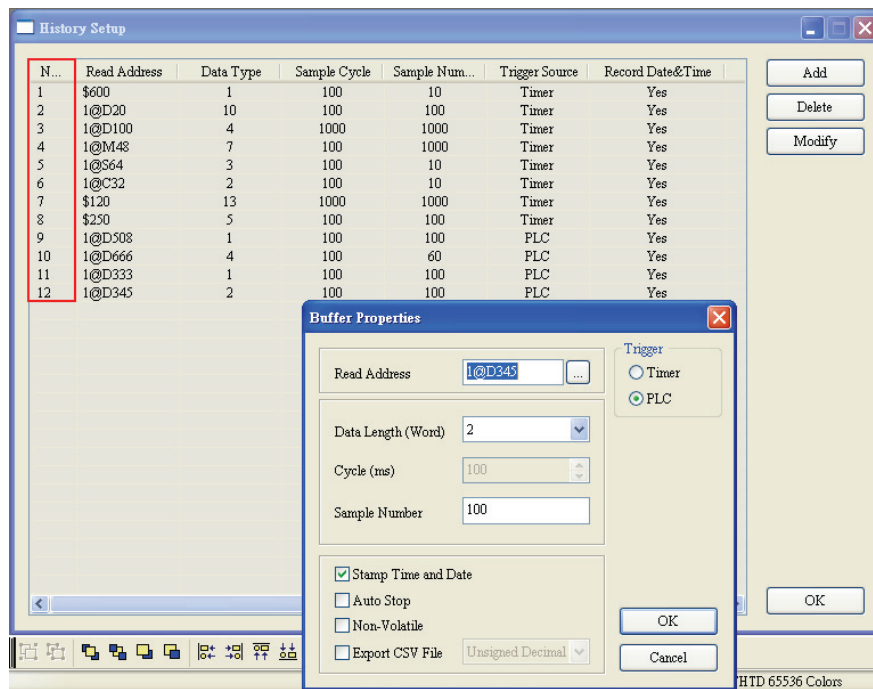 History Setup
N... Read Address Data Type Sample Cycle Sample Num... Trigger Source Record Date&Time
1 $600 1 100 10 Timer Yes
2 1@D20 10 100 100 Timer Yes
3 1@D100 4 1000 1000 Timer Yes
4 1@M48 7 100 1000 Timer Yes
5 1@S64 3 100 10 Timer Yes
6 1@C32 2 100 10 Timer Yes
7 $120 13 1000 1000 Timer Yes
8 $250 5 100 100 Timer Yes
9 1@D508 1 100 100 PLC Yes
10 1@D666 4 100 60 PLC Yes
11 1@D333 1 100 100 PLC Yes
12 1@D345 2 100 100 PLC Yes
Add
Delete
Modify
OK
Buffer Properties
Read Address 1@D345 ...
Trigger
Timer
PLC
Data Length (Word) 2
Cycle (ms) 100
Sample Number 100
Stamp Time and Date
Auto Stop
Non-Volatile
Export CSV File Unsigned Decimal
OK
Cancel
65536 Colors